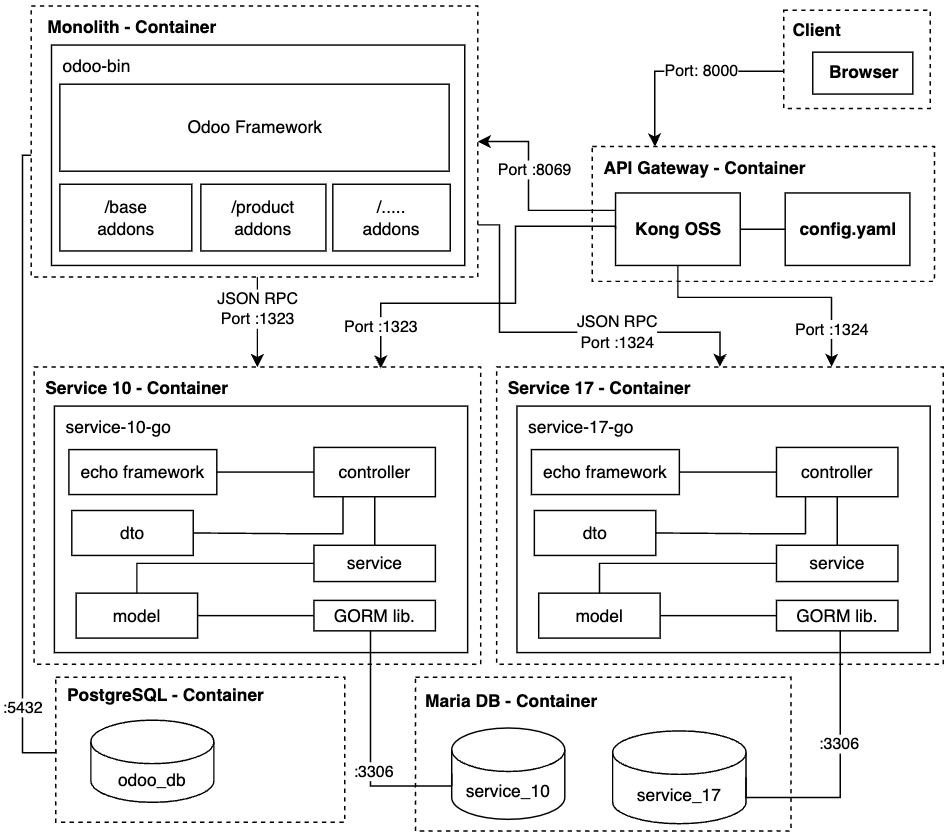 Monolith - Container
odoo-bin
Odoo Framework
/base
addons
/product
addons
/.....
addons
Client
Browser
Port: 8000
API Gateway - Container
Kong OSS
config.yaml
Port :8069
JSON RPC
Port :1323
Port :1323
JSON RPC
Port :1324
Port :1324
Service 10 - Container
service-10-go
echo framework
controller
dto
service
model
GORM lib.
Service 17 - Container
service-17-go
echo framework
controller
dto
service
model
GORM lib.
:5432
PostgreSQL - Container
odoo_db
:3306
Maria DB - Container
service_10
service_17
:3306